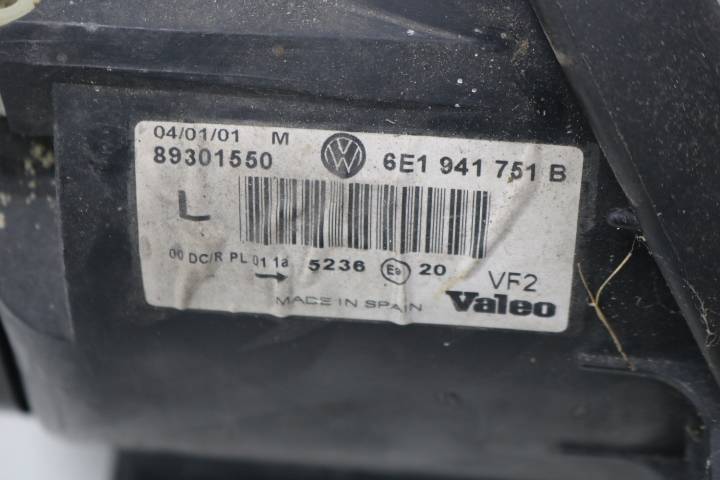 04/01/01 M
89301550 VW 6E1 941 751 B
L
00 DC/R PL 01 1a 5236 E9 20 VF2
MADE IN SPAIN Valeo